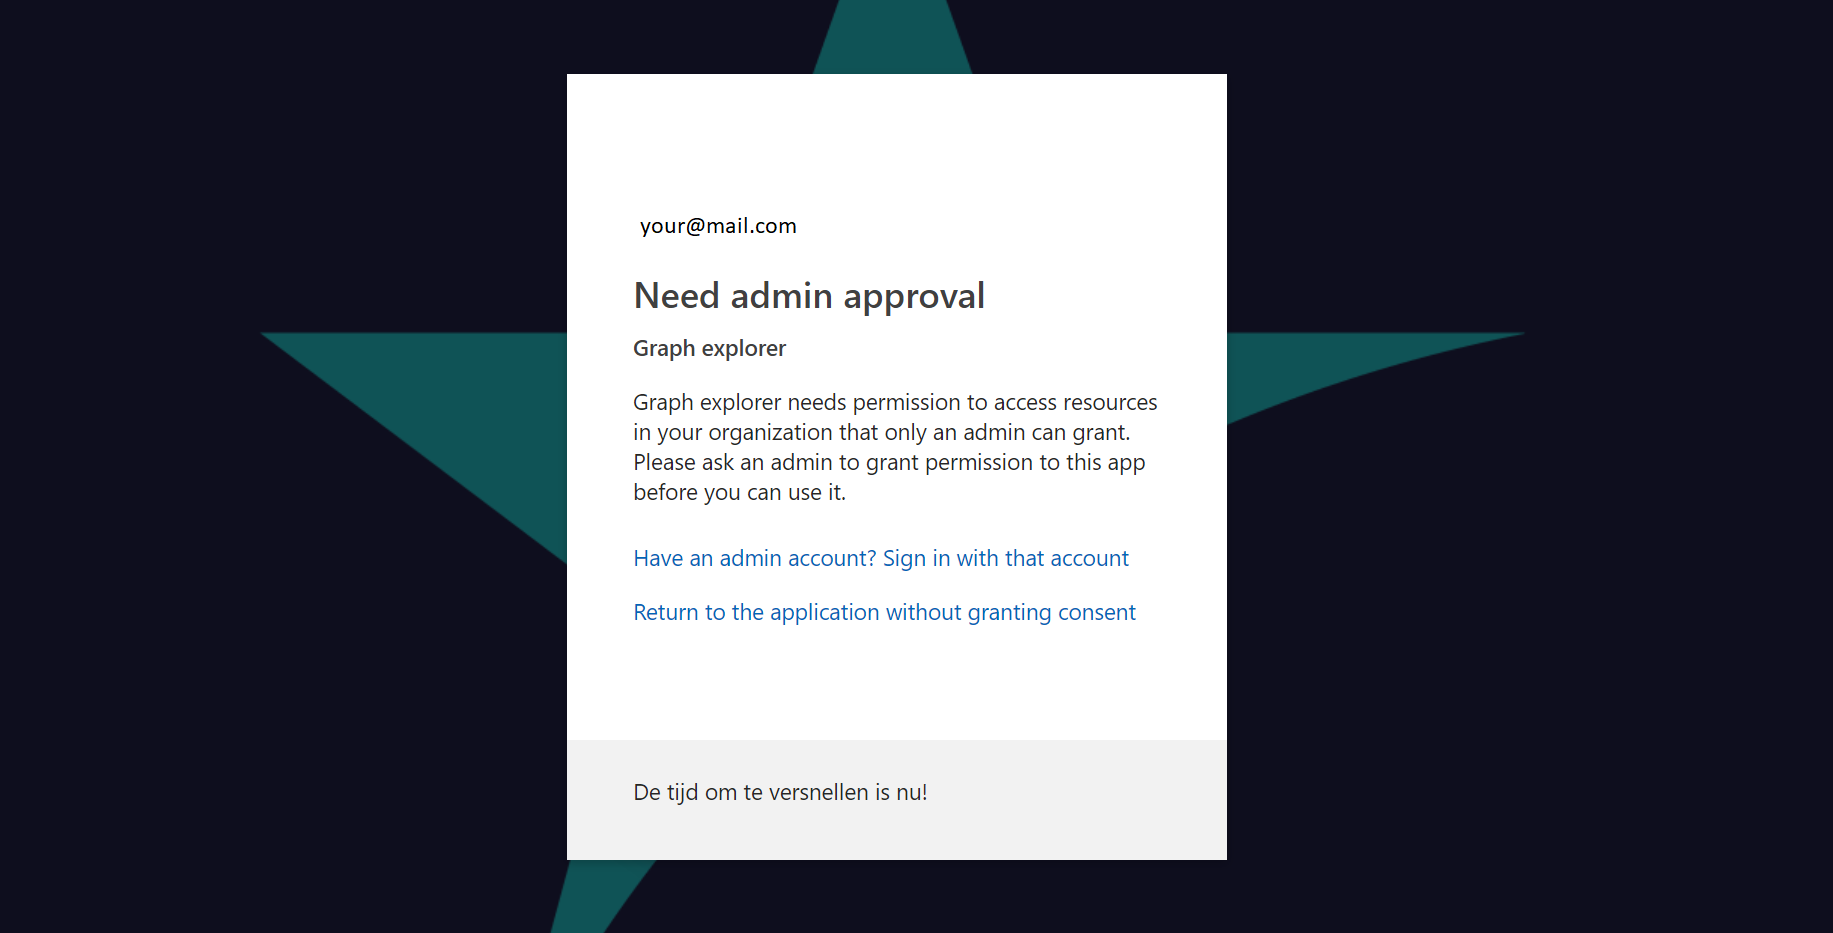 your@mail.com
Need admin approval
Graph explorer
Graph explorer needs permission to access resources
in your organization that only an admin can grant.
Please ask an admin to grant permission to this app
before you can use it.
Have an admin account? Sign in with that account
Return to the application without granting consent
De tijd om te versnellen is nu!